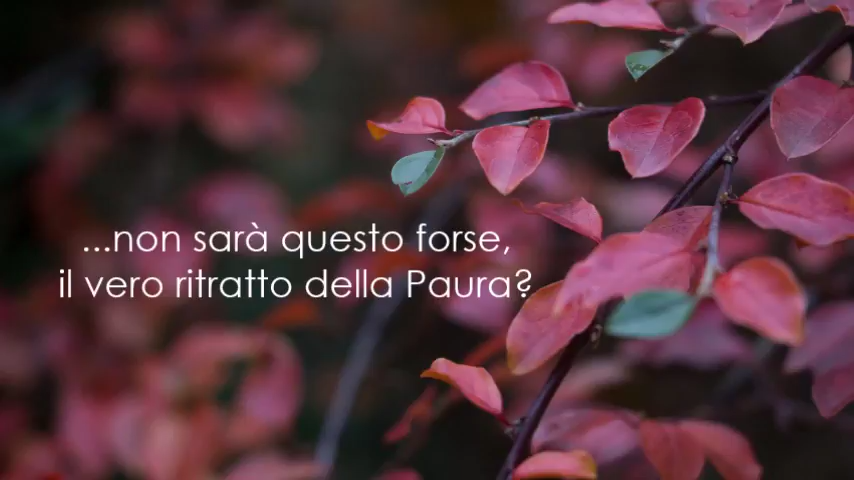 ...non sarà questo forse,
il vero ritratto della Paura?